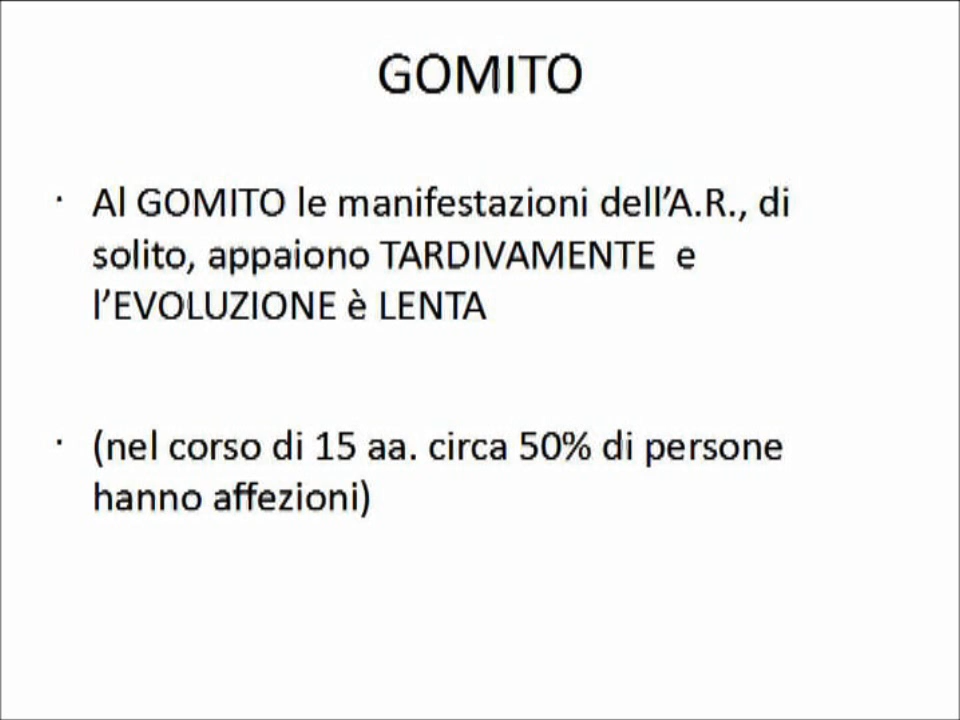 GOMITO
· Al GOMITO le manifestazioni dell’A.R., di
solito, appaiono TARDIVAMENTE e
l’EVOLUZIONE è LENTA
· (nel corso di 15 aa. circa 50% di persone
hanno affezioni)